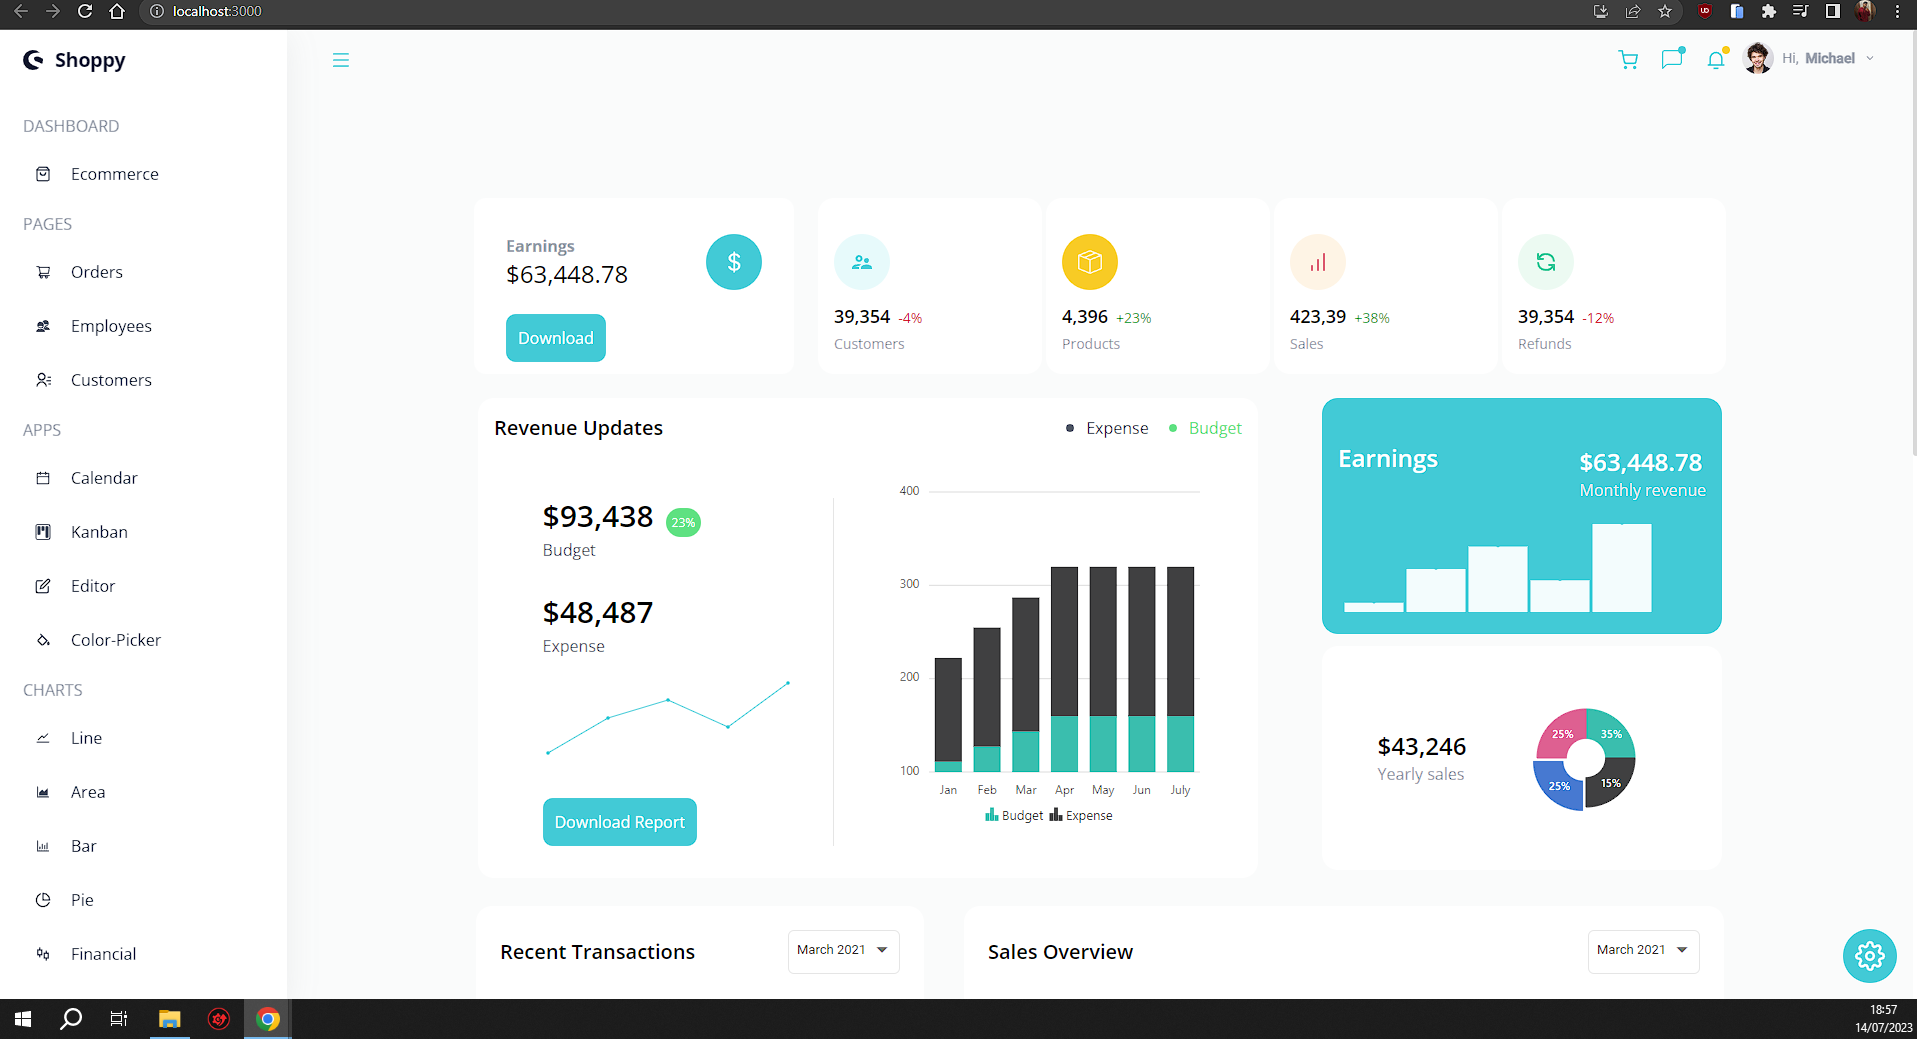 localhost:3000
Shoppy
Hi, Michael
DASHBOARD
Ecommerce
PAGES
Orders
Employees
Customers
APPS
Calendar
Kanban
Editor
Color-Picker
CHARTS
Line
Area
Bar
Pie
Financial
Earnings
$63,448.78
$
Download
39,354 -4%
Customers
4,396 +23%
Products
423,39 +38%
Sales
39,354 -12%
Refunds
Revenue Updates
Expense Budget
$93,438 23%
Budget
$48,487
Expense
Download Report
400
300
200
100
Jan Feb Mar Apr May Jun July
Budget Expense
Earnings
$63,448.78
Monthly revenue
$43,246
Yearly sales
25% 35%
25% 15%
Recent Transactions
March 2021
Sales Overview
March 2021
18:57
14/07/2023